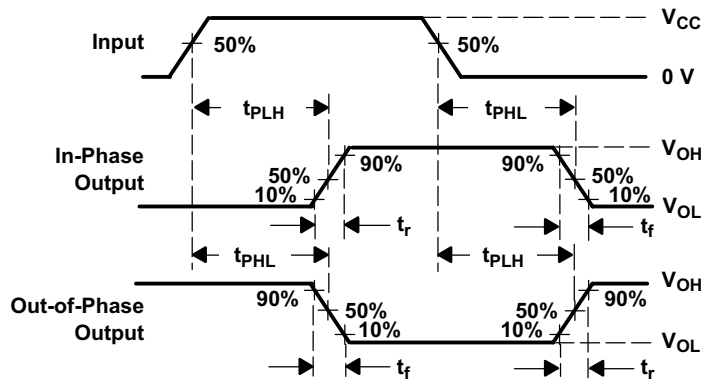 V_CC
Input
50%
50%
0 V
t_PLH
t_PHL
In-Phase
Output
50%
10%
90%
90%
50%
10%
V_OH
V_OL
t_r
t_f
t_PHL
t_PLH
Out-of-Phase
Output
90%
50%
10%
50%
10%
90%
V_OH
V_OL
t_f
t_r